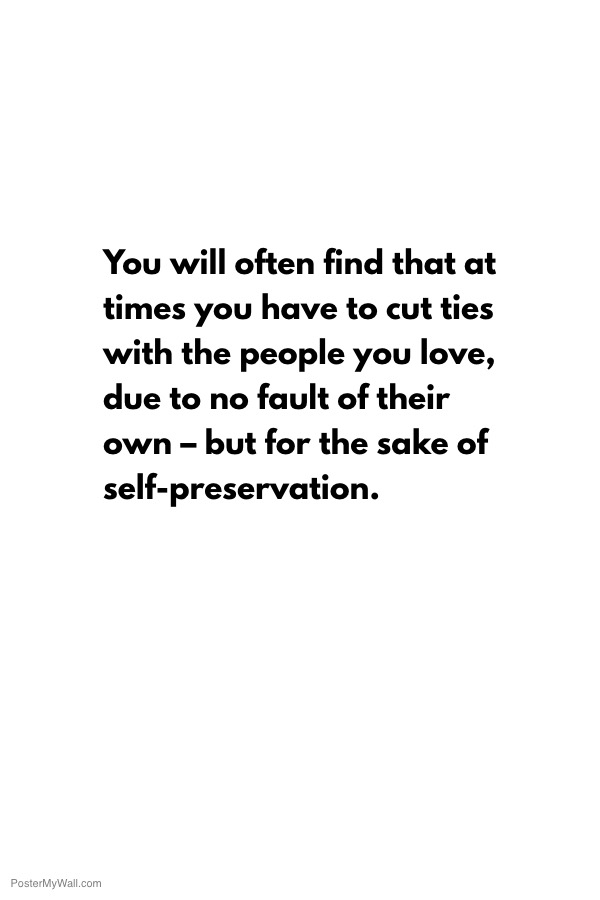 You will often find that at
times you have to cut ties
with the people you love,
due to no fault of their
own – but for the sake of
self-preservation.
PosterMyWall.com